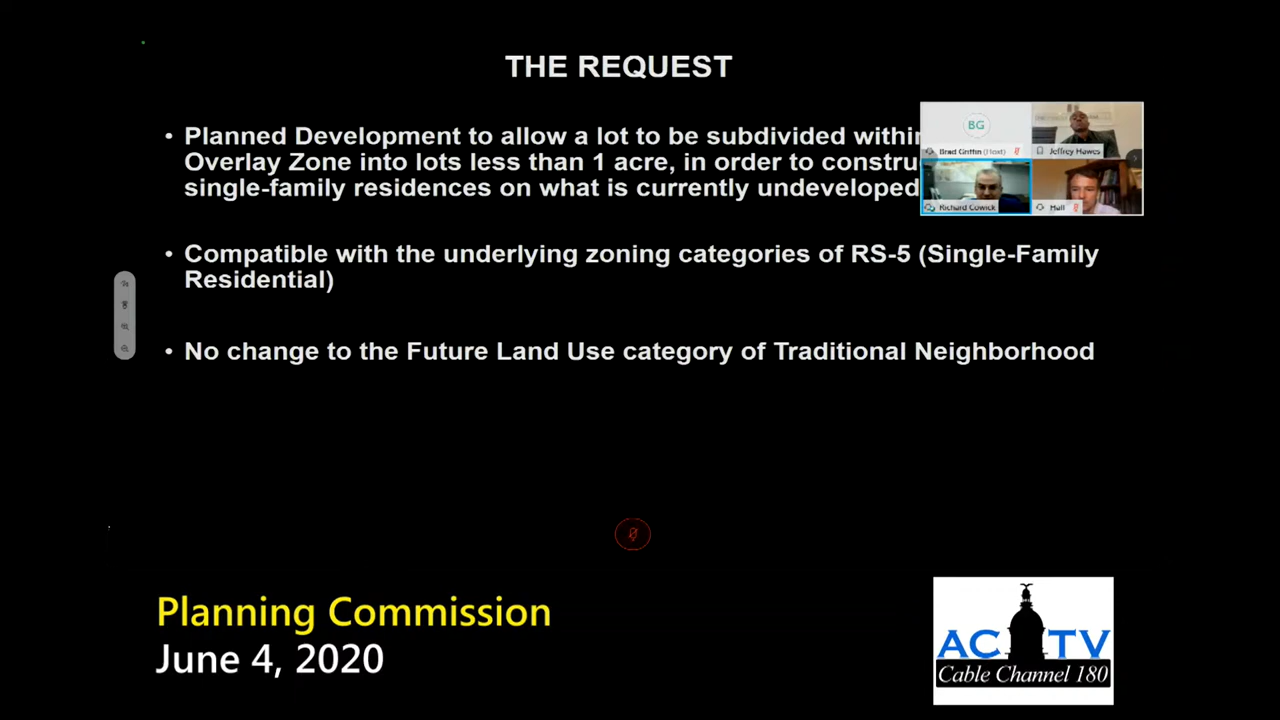 THE REQUEST
• Planned Development to allow a lot to be subdivided within
Overlay Zone into lots less than 1 acre, in order to constru
single-family residences on what is currently undeveloped
BG
Brad Griffin (Host)
Jeffrey Hawes
Richard Cowick
Hall
• Compatible with the underlying zoning categories of RS-5 (Single-Family
Residential)
• No change to the Future Land Use category of Traditional Neighborhood
Planning Commission
June 4, 2020
AC TV
Cable Channel 180